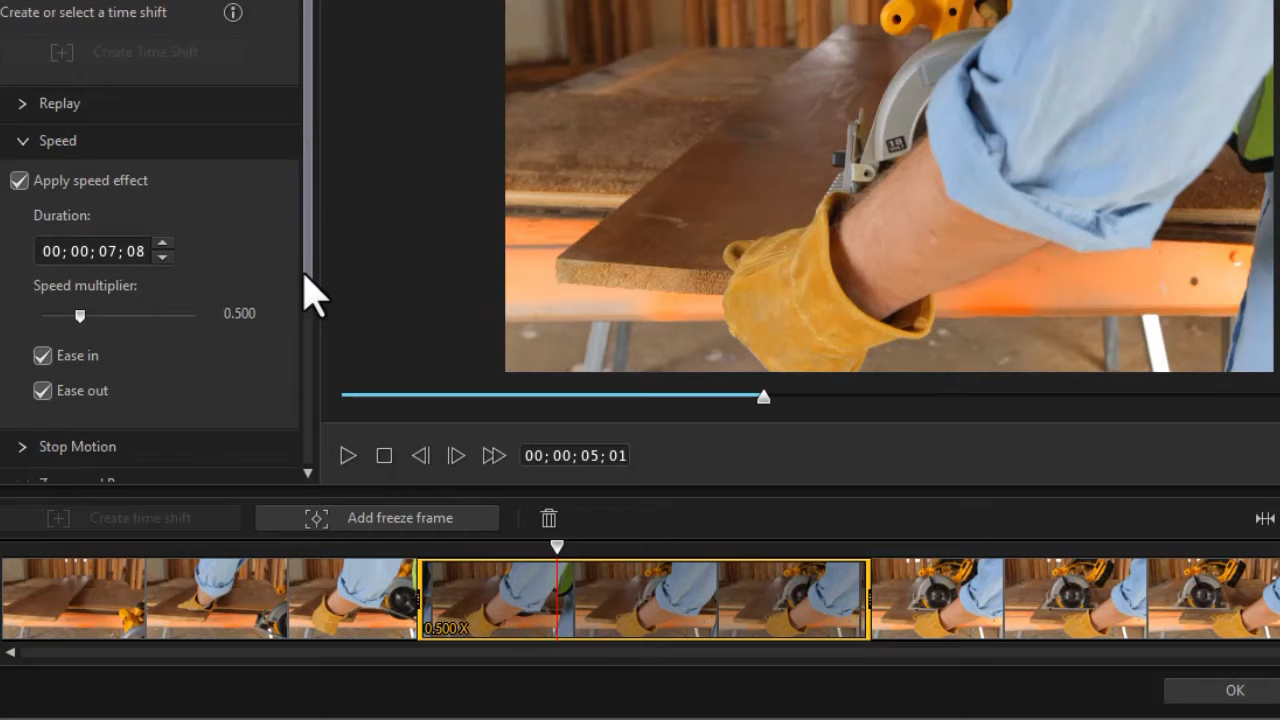 Create or select a time shift
Create Time Shift
Replay
Speed
Apply speed effect
Duration:
00; 00; 07; 08
Speed multiplier:
0.500
Ease in
Ease out
Stop Motion
00; 00; 05; 01
Create time shift
Add freeze frame
0.500 X
OK